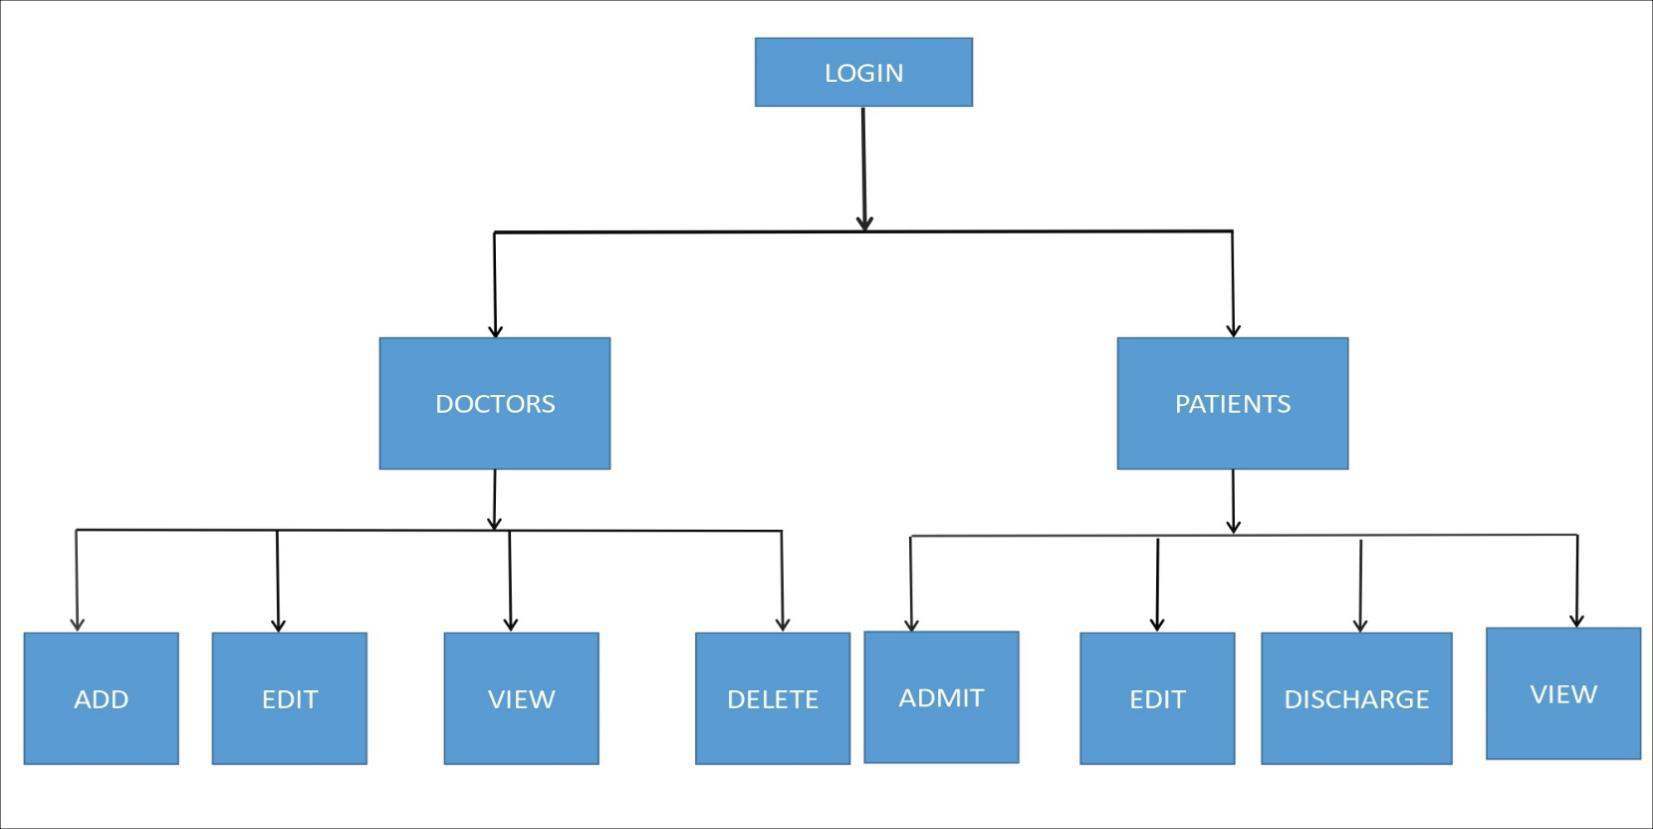 LOGIN
DOCTORS
PATIENTS
ADD
EDIT
VIEW
DELETE
ADMIT
EDIT
DISCHARGE
VIEW